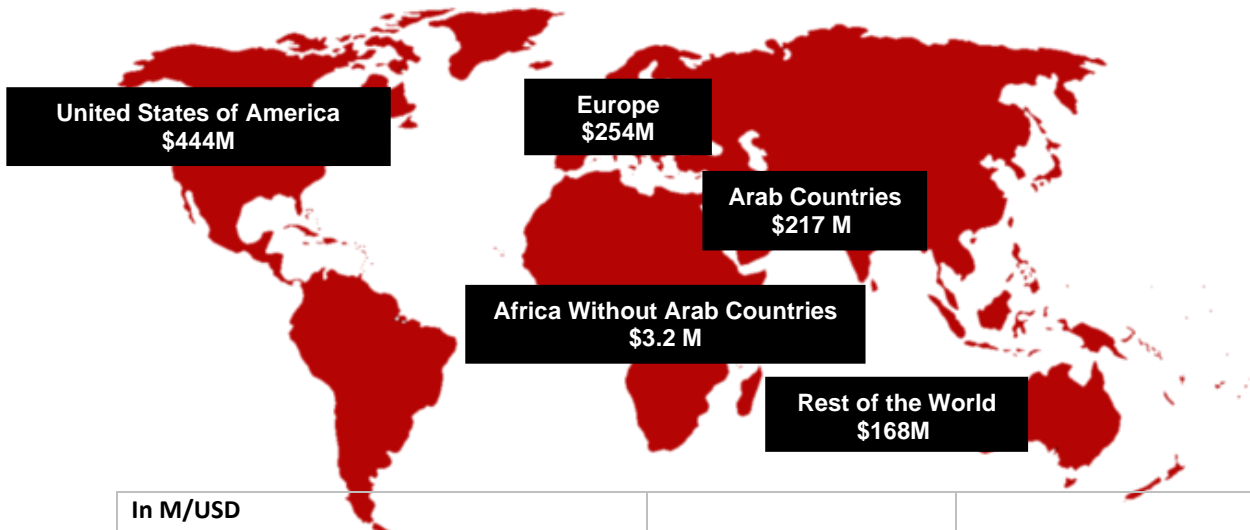 United States of America
$444M
Europe
$254M
Arab Countries
$217 M
Africa Without Arab Countries
$3.2 M
Rest of the World
$168M
In M/USD